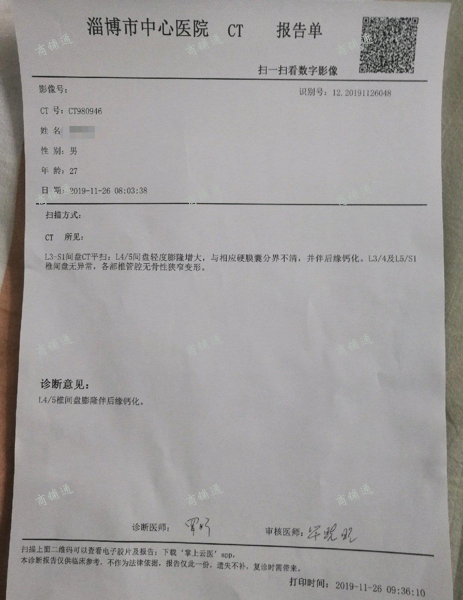 淄博市中心医院 CT 报告单
扫一扫看数字影像
影像号:
识别号: 12.20191126048
CT 号: CT980946
姓 名:
性 别: 男
年 龄: 27
日 期: 2019-11-26 08:03:38
扫描方式:
CT 所见:
L3-S1间盘CT平扫: L4/5间盘轻度膨隆增大, 与相应硬膜囊分界不清, 并伴后缘钙化。L3/4及L5/S1
椎间盘无异常, 各部椎管腔无骨性狭窄变形。
诊断意见:
L4/5椎间盘膨隆伴后缘钙化。
诊断医师:
审核医师:
扫描上面二维码可以查看电子胶片及报告; 下载“掌上云医”app。
本诊断报告仅供临床参考, 不作为法律依据, 报告仅此一份, 遗失不补, 复诊时需带来。
打印时间: 2019-11-26 09:36:10